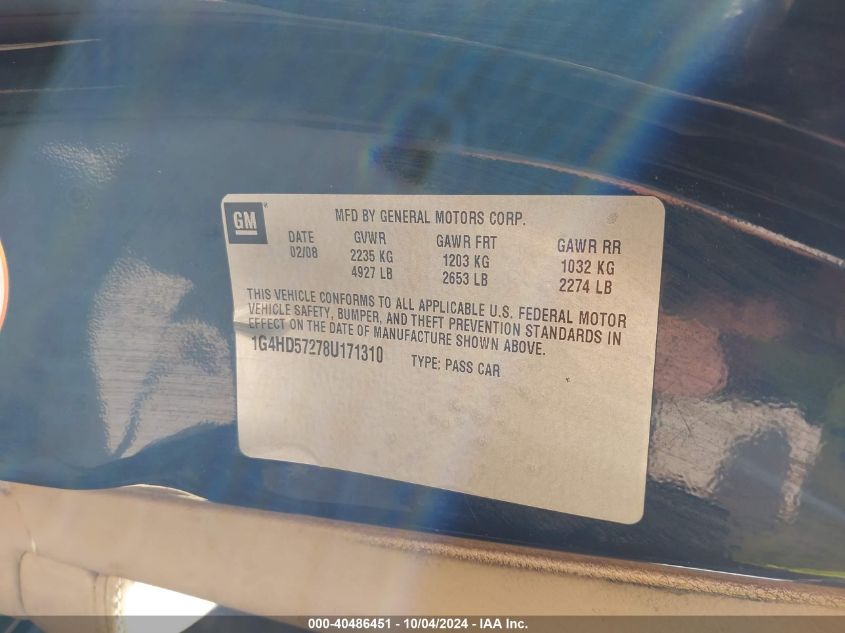 GM
MFD BY GENERAL MOTORS CORP.
DATE GVWR GAWR FRT GAWR RR
02/08 2235 KG 1203 KG 1032 KG
4927 LB 2653 LB 2274 LB
THIS VEHICLE CONFORMS TO ALL APPLICABLE U.S. FEDERAL MOTOR
VEHICLE SAFETY, BUMPER, AND THEFT PREVENTION STANDARDS IN
EFFECT ON THE DATE OF MANUFACTURE SHOWN ABOVE.
1G4HD57278U171310 TYPE: PASS CAR
000-40486451 - 10/04/2024 - IAA Inc.